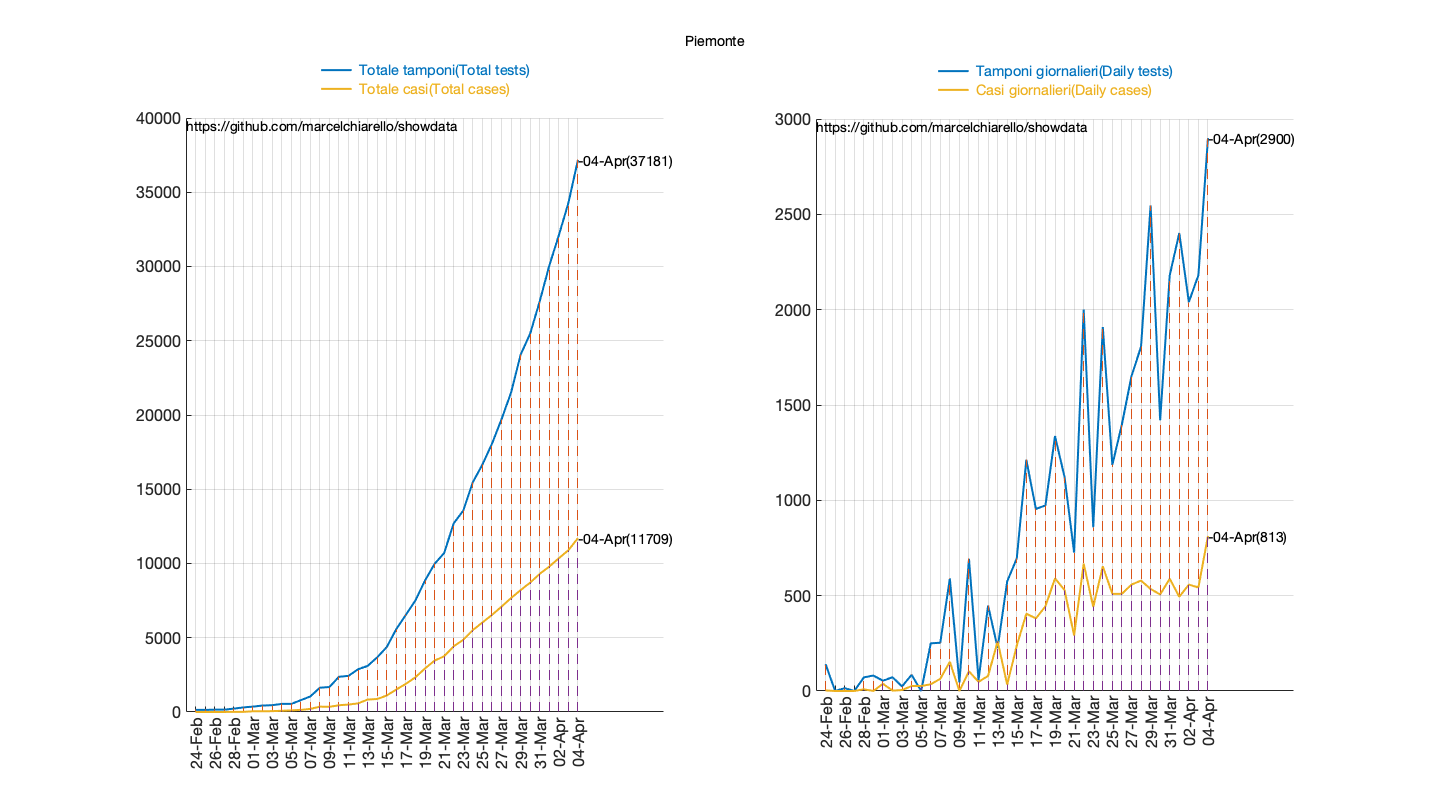 Piemonte
Totale tamponi(Total tests)
Totale casi(Total cases)
https://github.com/marcelchiarello/showdata
40000
35000
30000
25000
20000
15000
10000
5000
0
04-Apr(37181)
04-Apr(11709)
24-Feb
26-Feb
28-Feb
01-Mar
03-Mar
05-Mar
07-Mar
09-Mar
11-Mar
13-Mar
15-Mar
17-Mar
19-Mar
21-Mar
23-Mar
25-Mar
27-Mar
29-Mar
31-Mar
02-Apr
04-Apr
Tamponi giornalieri(Daily tests)
Casi giornalieri(Daily cases)
https://github.com/marcelchiarello/showdata
3000
2500
2000
1500
1000
500
0
04-Apr(2900)
04-Apr(813)
24-Feb
26-Feb
28-Feb
01-Mar
03-Mar
05-Mar
07-Mar
09-Mar
11-Mar
13-Mar
15-Mar
17-Mar
19-Mar
21-Mar
23-Mar
25-Mar
27-Mar
29-Mar
31-Mar
02-Apr
04-Apr